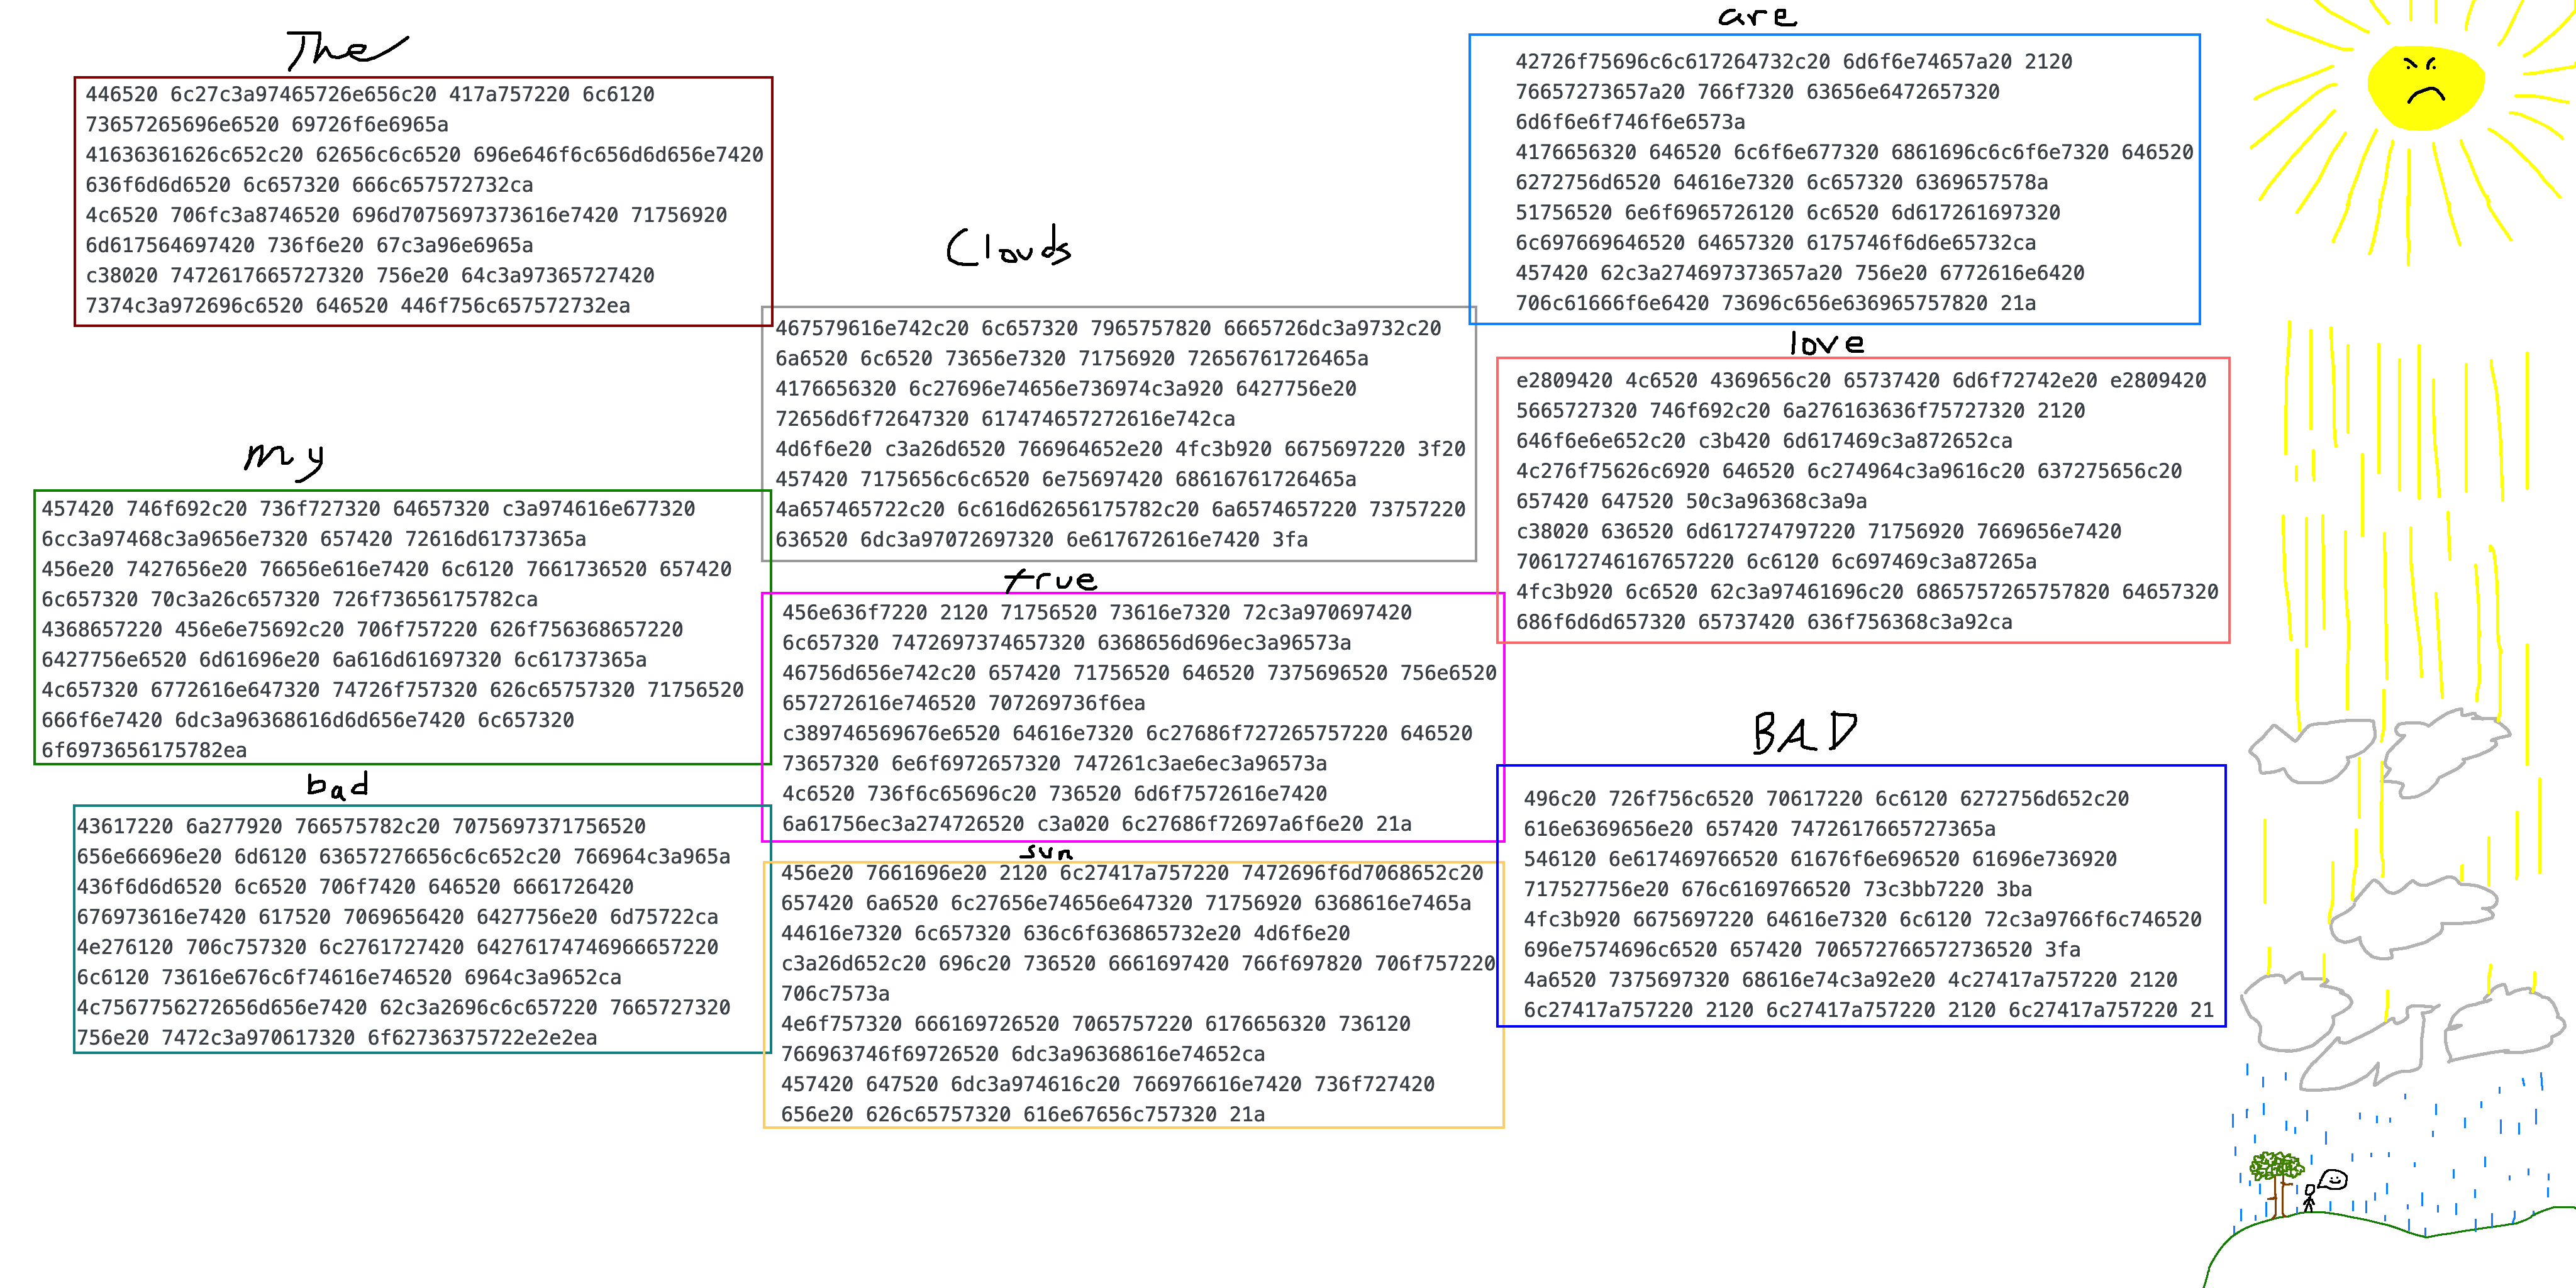 The
446520 6c27c3a97465726e656c20 417a757220 6c6120
73657265696e6520 69726f6e6965a
41636361626c652c20 62656c6c6520 696e646f6c656d6d656e7420
636f6d6d6520 6c657320 666c657572732ca
4c6520 706fc3a8746520 696d7075697373616e7420 71756920
6d617564697420 736f6e20 67c3a96e6965a
c38020 7472617665727320 756e20 64c3a97365727420
7374c3a972696c6520 646520 446f756c657572732ea
Clouds
467579616e742c20 6c657320 7965757820 6665726dc3a9732c20
6a6520 6c6520 73656e7320 71756920 72656761726465a
4176656320 6c27696e74656e736974c3a920 6427756e20
72656d6f72647320 617474657272616e742ca
4d6f6e20 c3a26d6520 766964652e20 4fc3b920 6675697220 3f20
457420 7175656c6c6520 6e75697420 68616761726465a
4a657465722c20 6c616d62656175782c20 6a6574657220 73757220
636520 6dc3a97072697320 6e617672616e7420 3fa
are
42726f75696c6c617264732c20 6d6f6e74657a20 2120
76657273657a20 766f7320 63656e6472657320
6d6f6e6f746f6e6573a
4176656320 646520 6c6f6e677320 6861696c6c6f6e7320 646520
6272756d6520 64616e7320 6c657320 6369657578a
51756520 6e6f6965726120 6c6520 6d617261697320
6c697669646520 64657320 6175746f6d6e65732ca
457420 62c3a274697373657a20 756e20 6772616e6420
706c61666f6e6420 73696c656e636965757820 21a
my
457420 746f692c20 736f727320 64657320 c3a974616e677320
6cc3a97468c3a9656e7320 657420 72616d61737365a
456e20 7427656e20 76656e616e7420 6c6120 7661736520 657420
6c657320 70c3a26c657320 726f73656175782ca
4368657220 456e6e75692c20 706f757220 626f756368657220
6427756e6520 6d61696e20 6a616d61697320 6c61737365a
4c657320 6772616e647320 74726f757320 626c65757320 71756520
666f6e7420 6dc3a96368616d6d656e7420 6c657320
6f6973656175782ea
true
456e636f7220 2120 71756520 73616e7320 72c3a970697420
6c657320 7472697374657320 6368656d696ec3a96573a
46756d656e742c20 657420 71756520 646520 7375696520 756e6520
657272616e746520 707269736f6ea
c389746569676e6520 64616e7320 6c27686f727265757220 646520
73657320 6e6f6972657320 747261c3ae6ec3a96573a
4c6520 736f6c65696c20 736520 6d6f7572616e7420
6a61756ec3a274726520 c3a020 6c27686f72697a6f6e20 21a
love
e2809420 4c6520 4369656c20 65737420 6d6f72742e20 e2809420
5665727320 746f692c20 6a276163636f75727320 2120
646f6e6e652c20 c3b420 6d617469c3a872652ca
4c276f75626c6920 646520 6c274964c3a9616c20 637275656c20
657420 647520 50c3a96368c3a9a
c38020 636520 6d617274797220 71756920 7669656e7420
706172746167657220 6c6120 6c697469c3a87265a
4fc3b920 6c6520 62c3a97461696c20 6865757265757820 64657320
686f6d6d657320 65737420 636f756368c3a92ca
bad
43617220 6a277920 766575782c20 7075697371756520
656e66696e20 6d6120 63657276656c6c652c20 766964c3a965a
436f6d6d6520 6c6520 706f7420 646520 6661726420
676973616e7420 617520 7069656420 6427756e20 6d75722ca
4e276120 706c757320 6c2761727420 64276174746966657220
6c6120 73616e676c6f74616e746520 6964c3a9652ca
4c7567756272656d656e7420 62c3a2696c6c657220 7665727320
756e20 7472c3a970617320 6f62736375722e2e2ea
sun
456e20 7661696e20 2120 6c27417a757220 7472696f6d7068652c20
657420 6a6520 6c27656e74656e647320 71756920 6368616e7465a
44616e7320 6c657320 636c6f636865732e20 4d6f6e20
c3a26d652c20 696c20 736520 6661697420 766f697820 706f757220
706c7573a
4e6f757320 666169726520 7065757220 6176656320 736120
766963746f69726520 6dc3a96368616e74652ca
457420 647520 6dc3a974616c20 766976616e7420 736f727420
656e20 626c65757320 616e67656c757320 21a
BAD
496c20 726f756c6520 70617220 6c6120 6272756d652c20
616e6369656e20 657420 7472617665727365a
546120 6e617469766520 61676f6e696520 61696e736920
717527756e20 676c6169766520 73c3bb7220 3ba
4fc3b920 6675697220 64616e7320 6c6120 72c3a9766f6c746520
696e7574696c6520 657420 706572766572736520 3fa
4a6520 7375697320 68616e74c3a92e20 4c27417a757220 2120
6c27417a757220 2120 6c27417a757220 2120 6c27417a757220 21